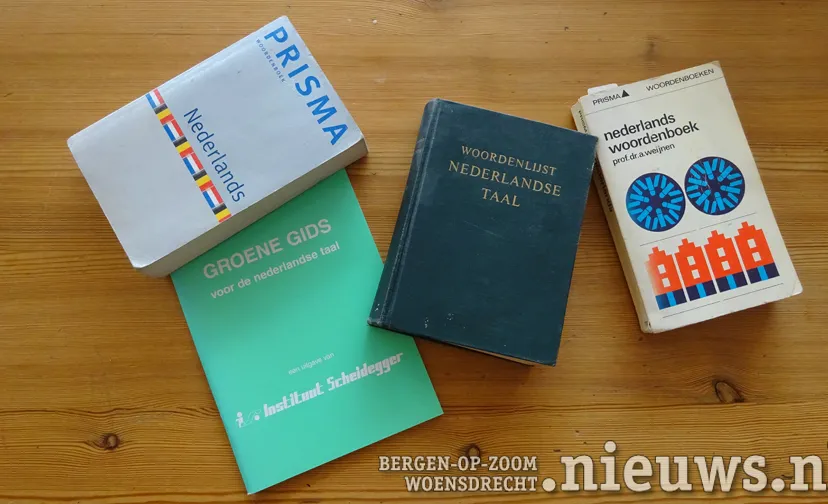 PRISMA
WOORDENBOEK
Nederlands
GROENE GIDS
voor de nederlandse taal
een uitgave van
Instituut Scheidegger
WOORDENLIJST
NEDERLANDSE
TAAL
PRISMA WOORDENBOEKEN
nederlands
woordenboek
prof.dr.a.weijnen
BERGEN-OP-ZOOM
WOENSDRECHT
.nieuws.n